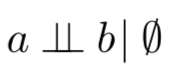 a ⫫ b| ∅